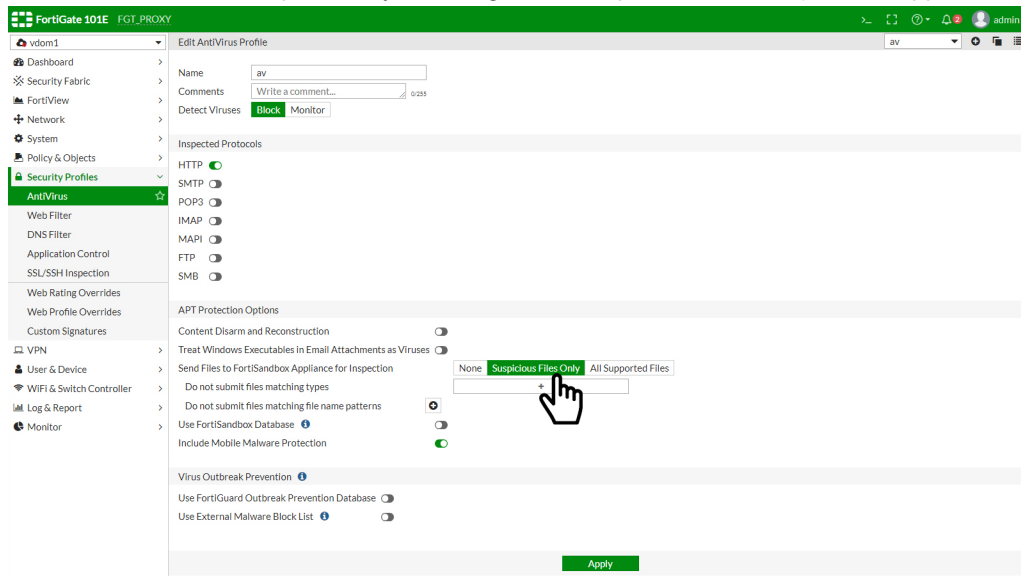 FortiGate 101E FGT_PROXY
>_ ? 2 admin
vdom1
Edit AntiVirus Profile
av
Dashboard
Security Fabric
FortiView
Network
System
Policy & Objects
Security Profiles
AntiVirus
Web Filter
DNS Filter
Application Control
SSL/SSH Inspection
Web Rating Overrides
Web Profile Overrides
Custom Signatures
VPN
User & Device
WiFi & Switch Controller
Log & Report
Monitor
Name av
Comments Write a comment... 0/255
Detect Viruses Block Monitor
Inspected Protocols
HTTP
SMTP
POP3
IMAP
MAPI
FTP
SMB
APT Protection Options
Content Disarm and Reconstruction
Treat Windows Executables in Email Attachments as Viruses
Send Files to FortiSandbox Appliance for Inspection None Suspicious Files Only All Supported Files
Do not submit files matching types +
Do not submit files matching file name patterns
Use FortiSandbox Database
Include Mobile Malware Protection
Virus Outbreak Prevention
Use FortiGuard Outbreak Prevention Database
Use External Malware Block List
Apply